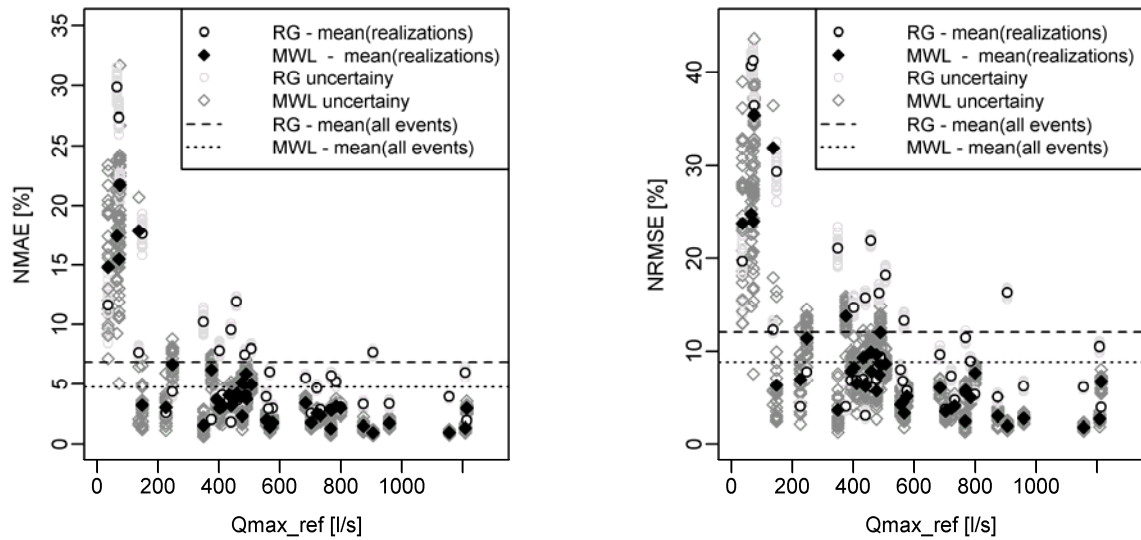 35
30
25
20
15
10
5
0
NMAE [%]
0 200 400 600 800 1000
Qmax_ref [l/s]
RG - mean(realizations)
MWL - mean(realizations)
RG uncertainy
MWL uncertainy
RG - mean(all events)
MWL - mean(all events)
40
30
20
10
0
NRMSE [%]
0 200 400 600 800 1000
Qmax_ref [l/s]
RG - mean(realizations)
MWL - mean(realizations)
RG uncertainy
MWL uncertainy
RG - mean(all events)
MWL - mean(all events)